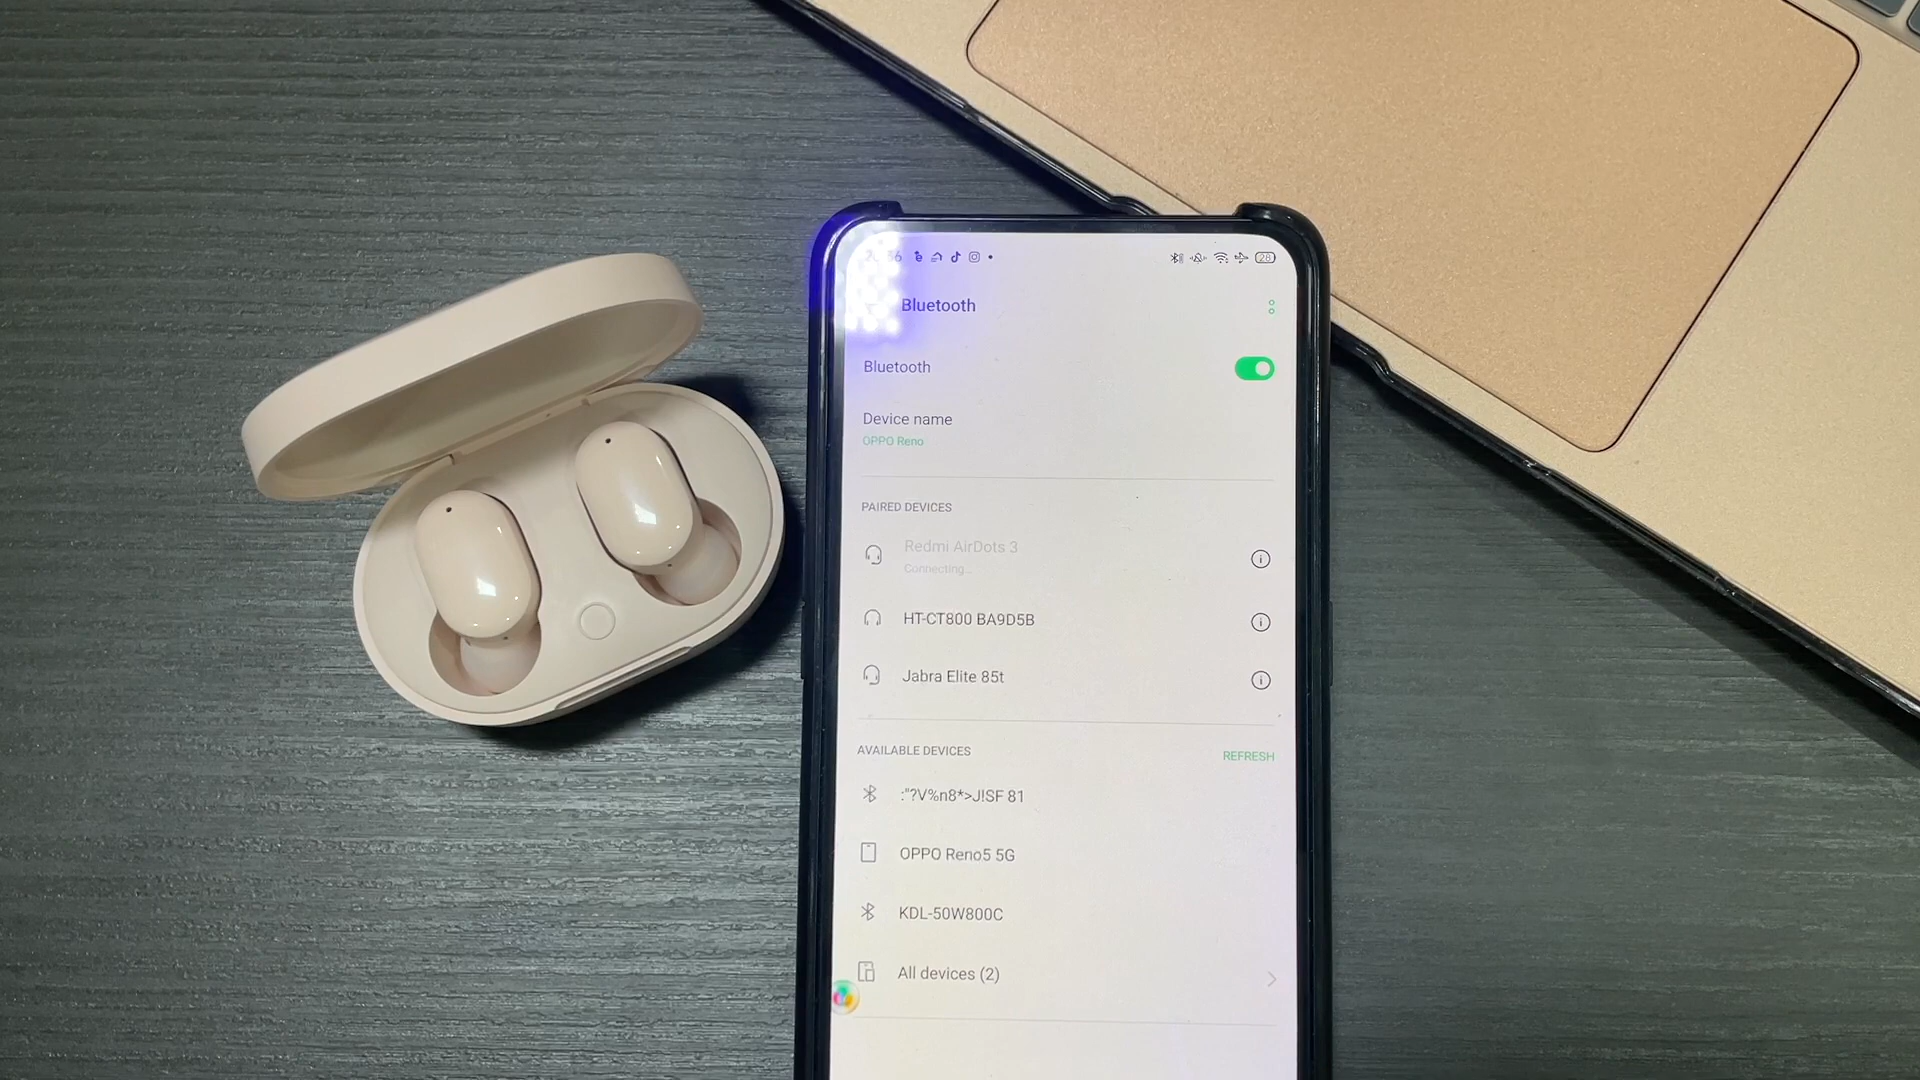 28
Bluetooth
Bluetooth
Device name
OPPO Reno
PAIRED DEVICES
Redmi AirDots 3
Connecting...
HT-CT800 BA9D5B
Jabra Elite 85t
AVAILABLE DEVICES
REFRESH
:"?V%n8*>J!SF 81
OPPO Reno5 5G
KDL-50W800C
All devices (2)